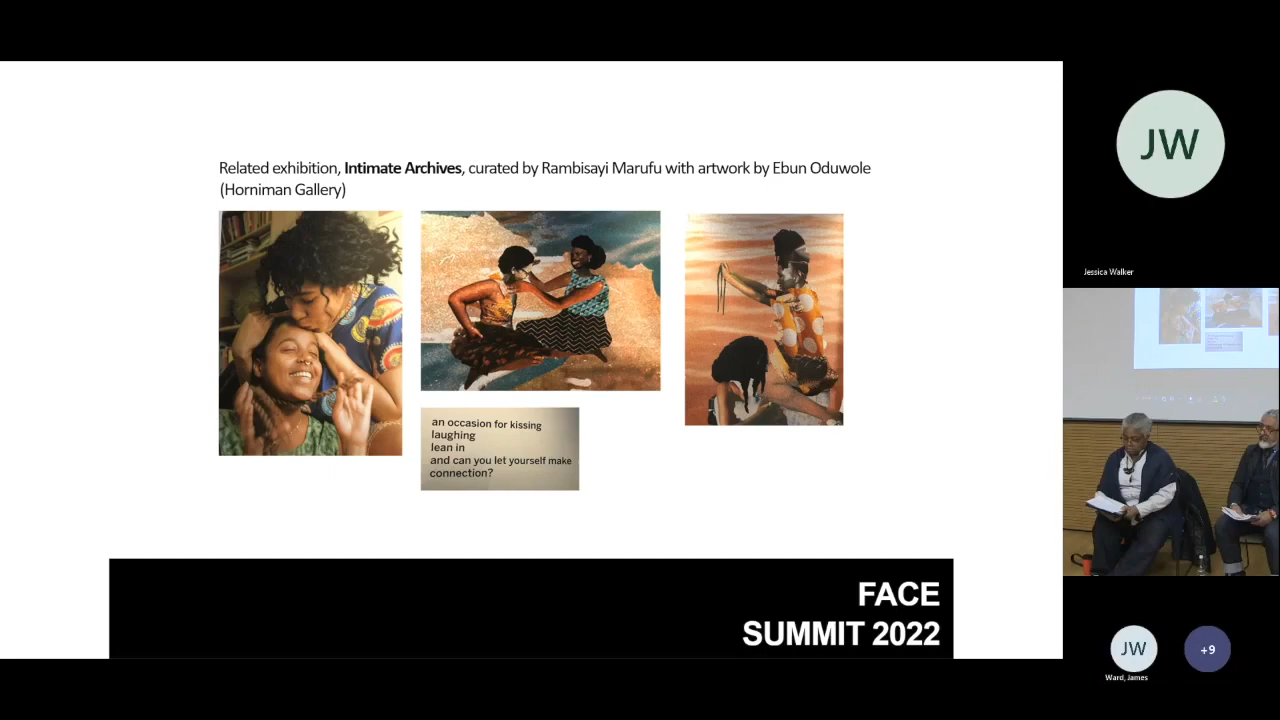 Related exhibition, Intimate Archives, curated by Rambisayi Marufu with artwork by Ebun Oduwole
(Horniman Gallery)
an occasion for kissing
laughing
lean in
and can you let yourself make
connection?
FACE
SUMMIT 2022
JW
Jessica Walker
JW
Ward, James
+9